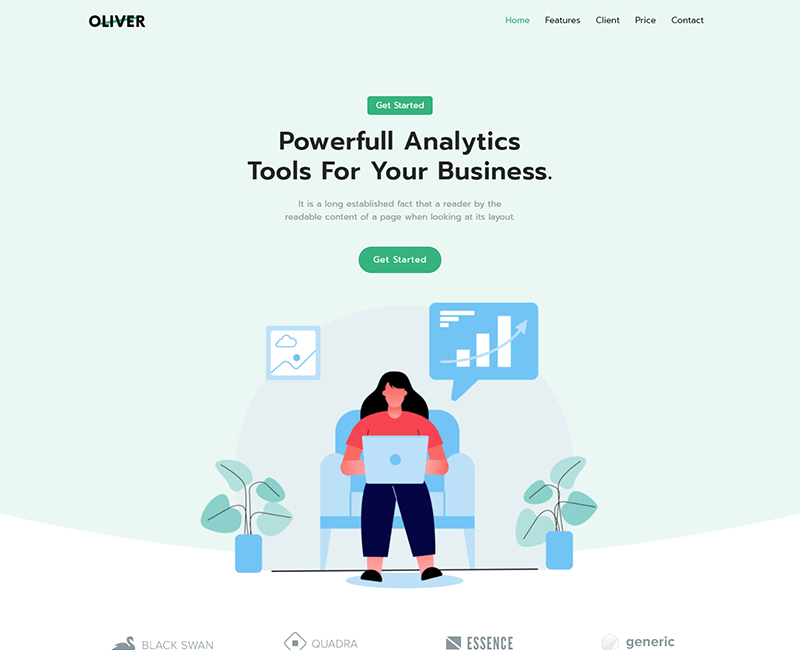 OLIVER
Home Features Client Price Contact
Get Started
Powerfull Analytics
Tools For Your Business.
It is a long established fact that a reader by the
readable content of a page when looking at its layout.
Get Started
BLACK SWAN QUADRA ESSENCE generic